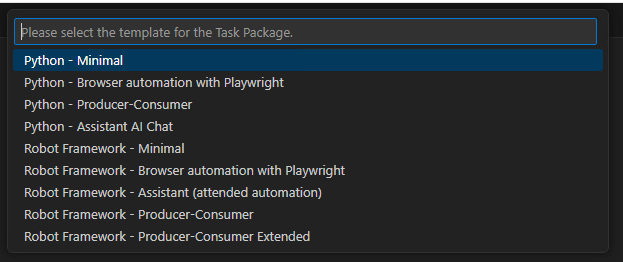 Please select the template for the Task Package.
Python - Minimal
Python - Browser automation with Playwright
Python - Producer-Consumer
Python - Assistant AI Chat
Robot Framework - Minimal
Robot Framework - Browser automation with Playwright
Robot Framework - Assistant (attended automation)
Robot Framework - Producer-Consumer
Robot Framework - Producer-Consumer Extended